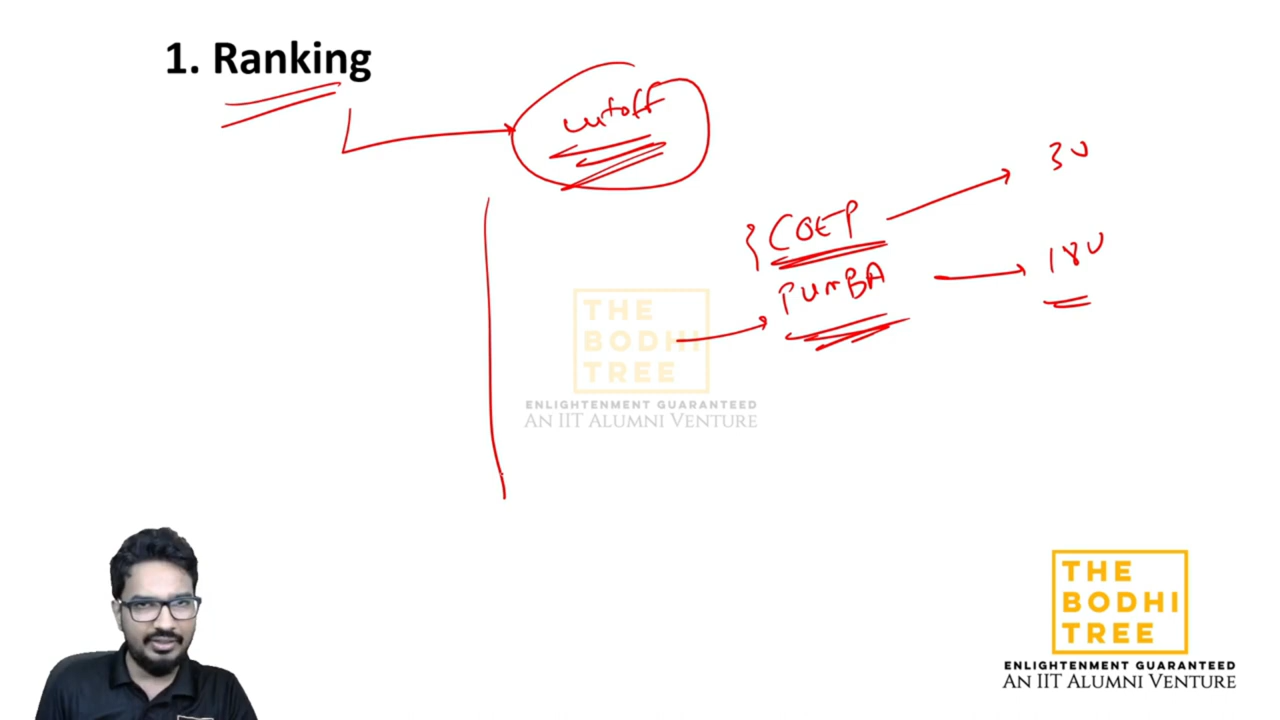 1. Ranking
cutoff
30
{ COEP
180
PUMBA
THE
BODHI
TREE
ENLIGHTENMENT GUARANTEED
AN IIT ALUMNI VENTURE
THE
BODHI
TREE
ENLIGHTENMENT GUARANTEED
AN IIT ALUMNI VENTURE